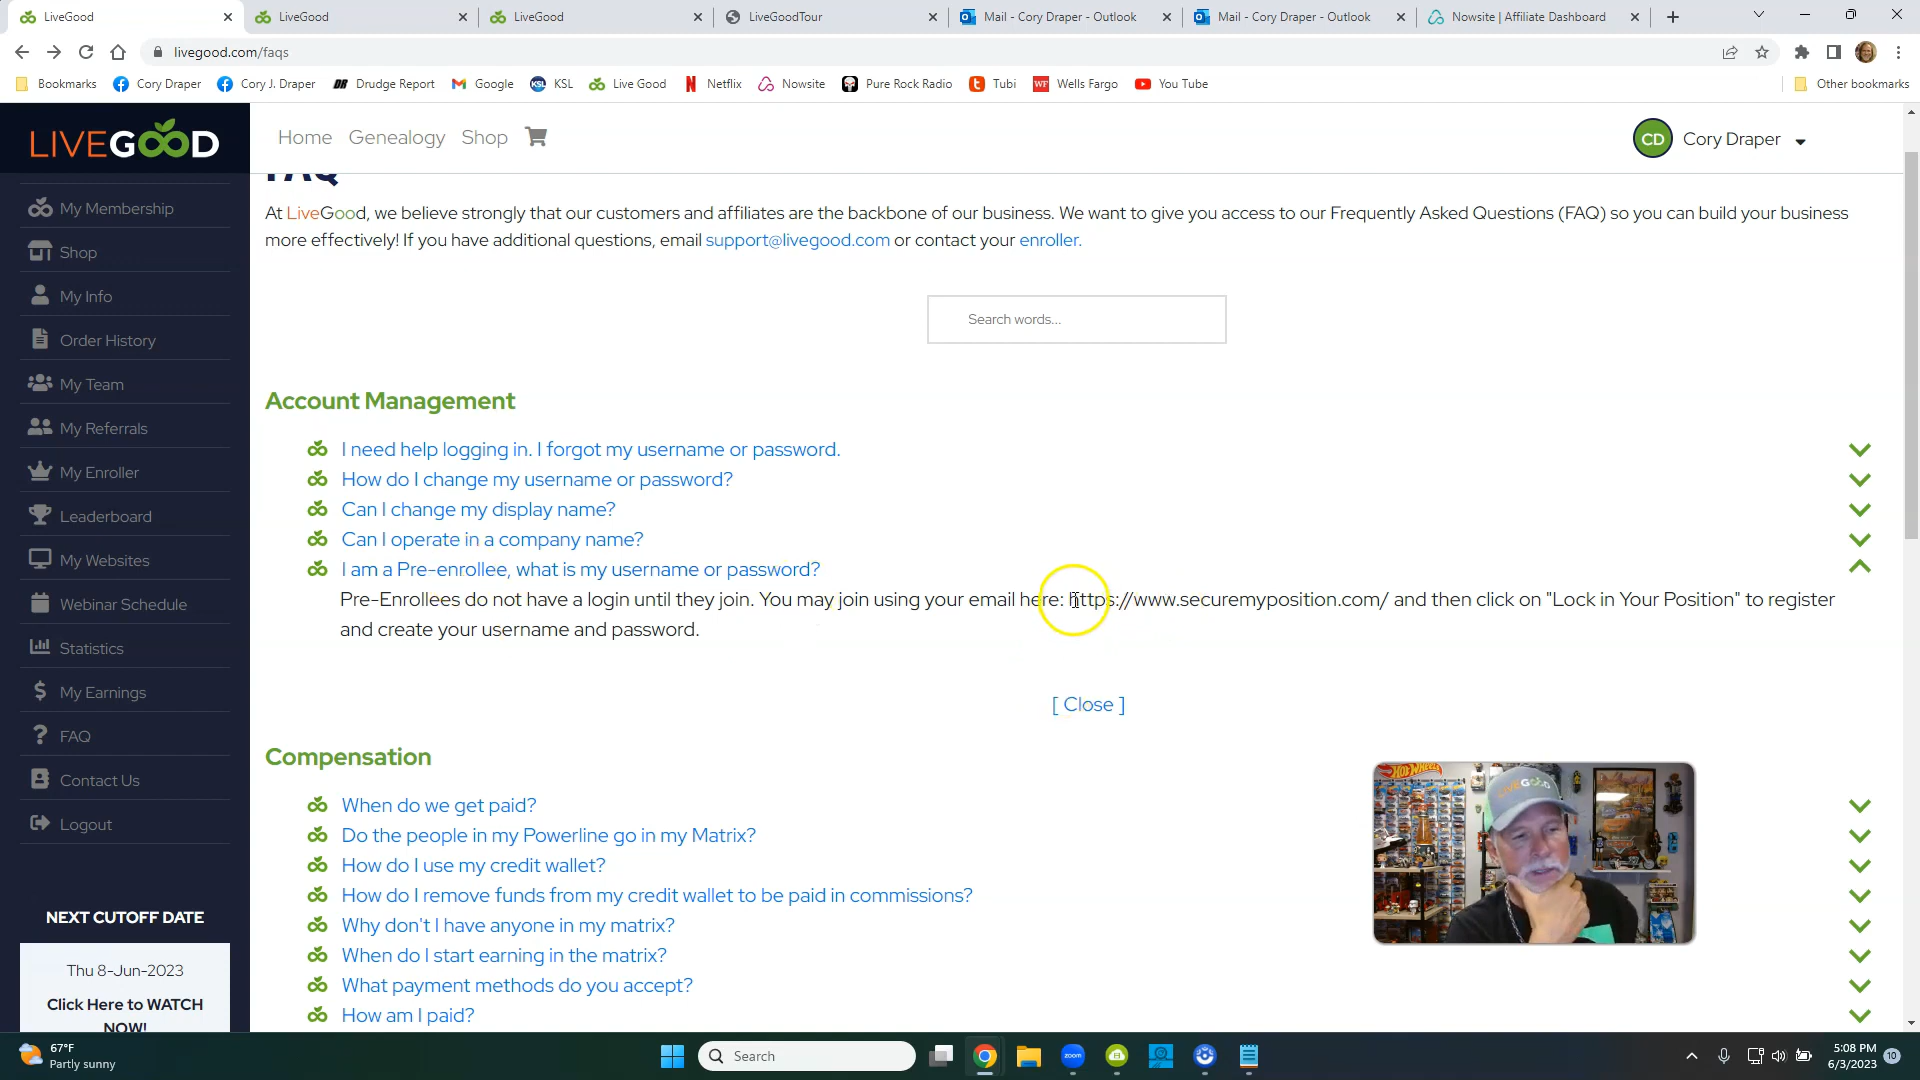 LiveGood
LiveGood
LiveGood
LiveGoodTour
Mail - Cory Draper - Outlook
Mail - Cory Draper - Outlook
Nowsite | Affiliate Dashboard
livegood.com/faqs
Bookmarks
Cory Draper
Cory J. Draper
Drudge Report
Google
KSL
Live Good
Netflix
Nowsite
Pure Rock Radio
Tubi
Wells Fargo
You Tube
Other bookmarks
LIVEGOOD
Home
Genealogy
Shop
CD
Cory Draper
My Membership
Shop
My Info
Order History
My Team
My Referrals
My Enroller
Leaderboard
My Websites
Webinar Schedule
Statistics
My Earnings
FAQ
Contact Us
Logout
NEXT CUTOFF DATE
Thu 8-Jun-2023
Click Here to WATCH
NOW!
FAQ
At LiveGood, we believe strongly that our customers and affiliates are the backbone of our business. We want to give you access to our Frequently Asked Questions (FAQ) so you can build your business
more effectively! If you have additional questions, email support@livegood.com or contact your enroller.
Search words...
Account Management
I need help logging in. I forgot my username or password.
How do I change my username or password?
Can I change my display name?
Can I operate in a company name?
I am a Pre-enrollee, what is my username or password?
Pre-Enrollees do not have a login until they join. You may join using your email here: https://www.securemyposition.com/ and then click on "Lock in Your Position" to register
and create your username and password.
[ Close ]
Compensation
When do we get paid?
Do the people in my Powerline go in my Matrix?
How do I use my credit wallet?
How do I remove funds from my credit wallet to be paid in commissions?
Why don't I have anyone in my matrix?
When do I start earning in the matrix?
What payment methods do you accept?
How am I paid?
HOT WHEELS
LIVEGOOD
67°F
Partly sunny
Search
zoom
5:08 PM
6/3/2023
10